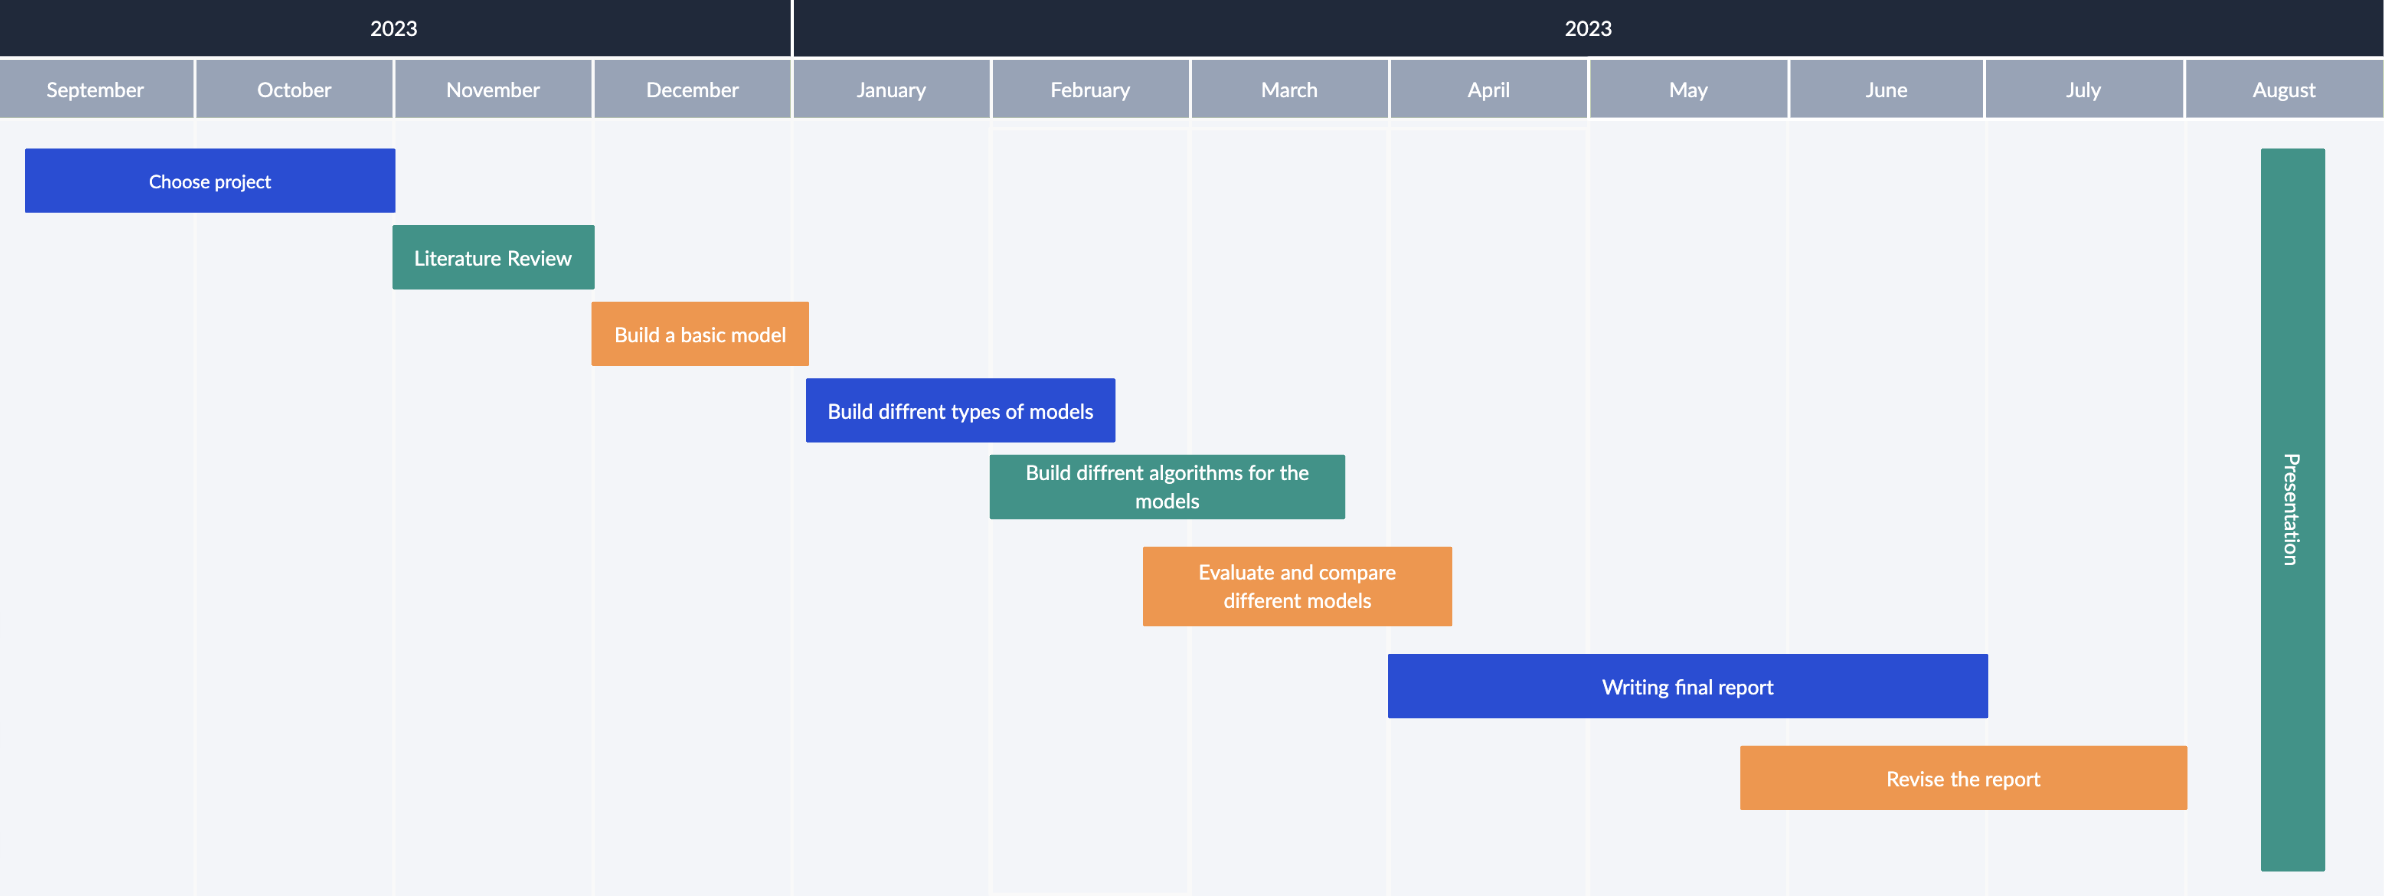 2023
2023
September
October
November
December
January
February
March
April
May
June
July
August
Choose project
Literature Review
Build a basic model
Build diffrent types of models
Build diffrent algorithms for the
models
Evaluate and compare
different models
Writing final report
Revise the report
Presentation